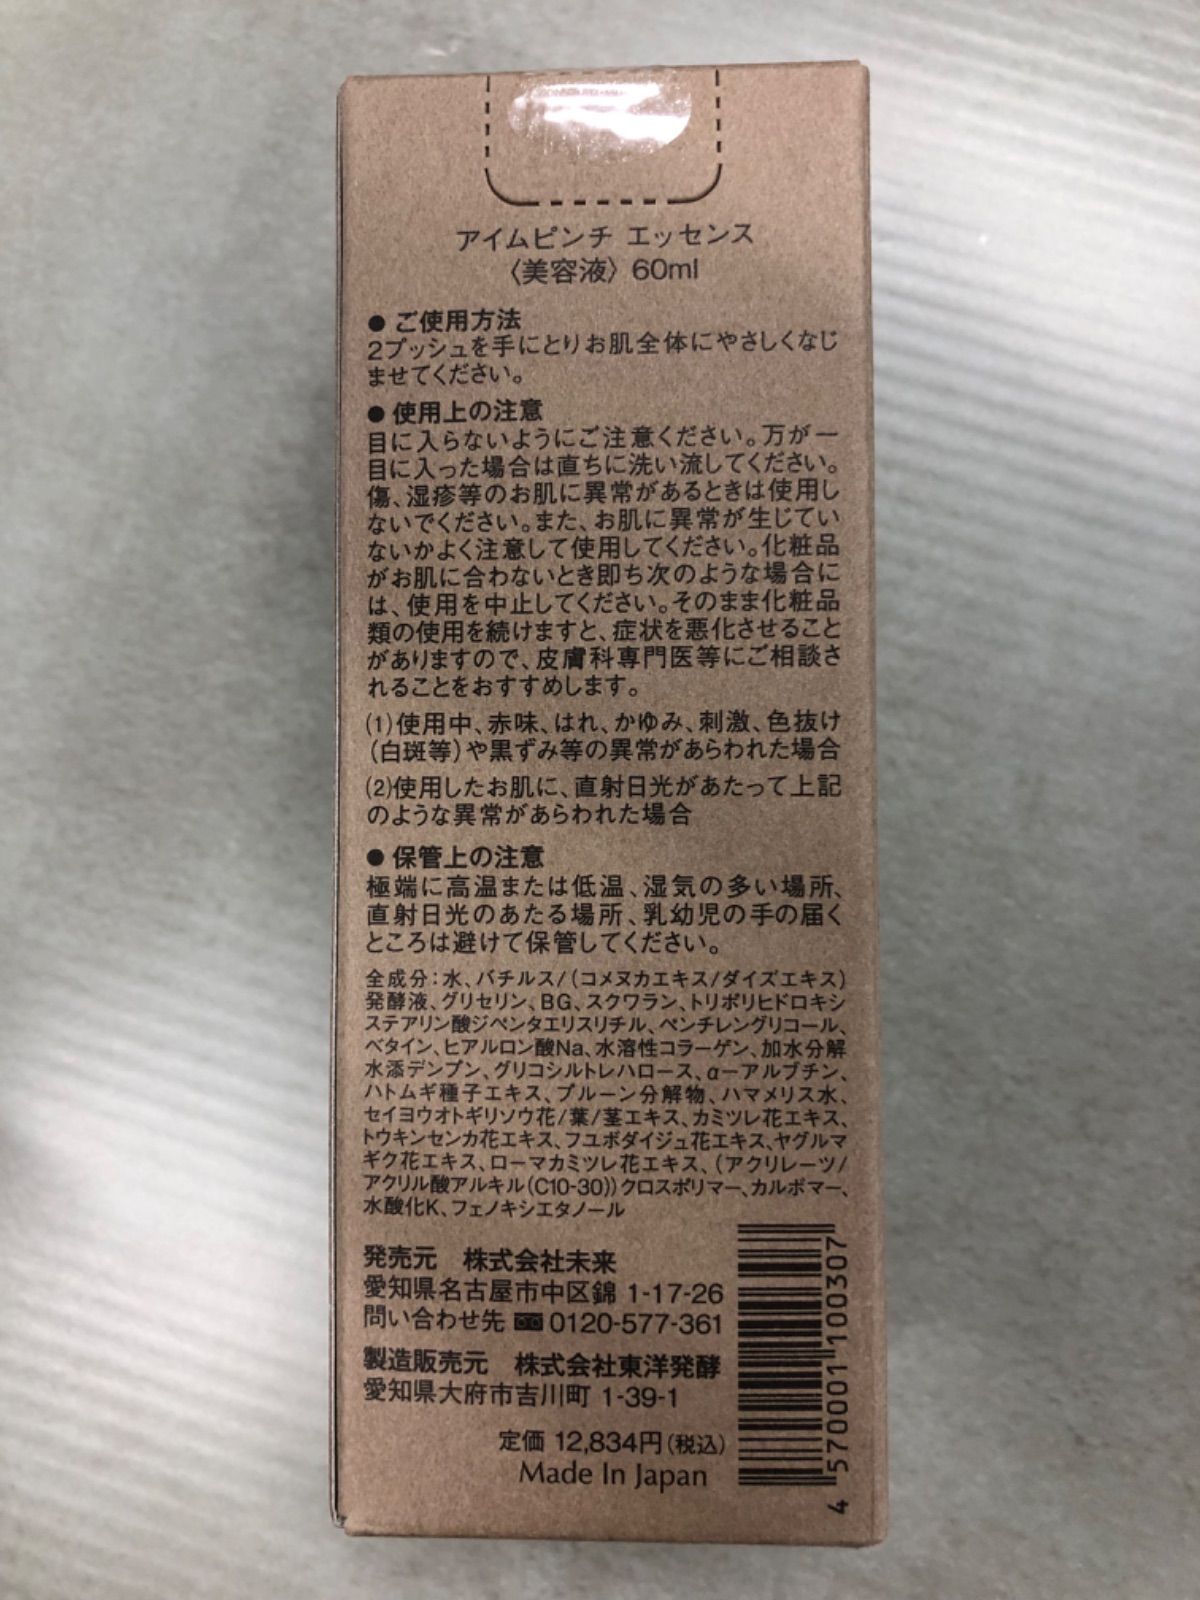 アイムピンチ エッセンス
〈美容液〉60ml
● ご使用方法
2プッシュを手にとりお肌全体にやさしくなじ
ませてください。
● 使用上の注意
目に入らないようにご注意ください。万が一
目に入った場合は直ちに洗い流してください。
傷、湿疹等のお肌に異常があるときは使用し
ないでください。また、お肌に異常が生じてい
ないかよく注意して使用してください。化粧品
がお肌に合わないとき即ち次のような場合に
は、使用を中止してください。そのまま化粧品
類の使用を続けますと、症状を悪化させること
がありますので、皮膚科専門医等にご相談さ
れることをおすすめします。
(1)使用中、赤味、はれ、かゆみ、刺激、色抜け
(白斑等)や黒ずみ等の異常があらわれた場合
(2)使用したお肌に、直射日光があたって上記
のような異常があらわれた場合
● 保管上の注意
極端に高温または低温、湿気の多い場所、
直射日光のあたる場所、乳幼児の手の届く
ところは避けて保管してください。
全成分：水、バチルス/(コメヌカエキス/ダイズエキス)
発酵液、グリセリン、BG、スクワラン、トリポリヒドロキシ
ステアリン酸ジペンタエリスリチル、ペンチレングリコール、
ベタイン、ヒアルロン酸Na、水溶性コラーゲン、加水分解
水添デンプン、グリコシルトレハロース、α-アルブチン、
ハトムギ種子エキス、プルーン分解物、ハマメリス水、
セイヨウオトギリソウ花/葉/茎エキス、カミツレ花エキス、
トウキンセンカ花エキス、フユボダイジュ花エキス、ヤグルマ
ギク花エキス、ローマカミツレ花エキス、(アクリレーツ/
アクリル酸アルキル(C10-30))クロスポリマー、カルボマー、
水酸化K、フェノキシエタノール
発売元 株式会社未来
愛知県名古屋市中区錦 1-17-26
問い合わせ先 0120-577-361
製造販売元 株式会社東洋発酵
愛知県大府市吉川町 1-39-1
定価 12,834円(税込)
Made In Japan
4 570001 100307